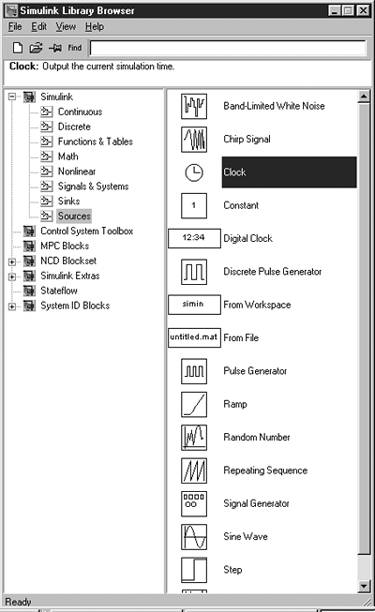 Simulink Library Browser
File Edit View Help
Find
Clock: Output the current simulation time.
Simulink
Continuous
Discrete
Functions & Tables
Math
Nonlinear
Signals & Systems
Sinks
Sources
Control System Toolbox
MPC Blocks
NCD Blockset
Simulink Extras
Stateflow
System ID Blocks
Band-Limited White Noise
Chirp Signal
Clock
1 Constant
12:34 Digital Clock
Discrete Pulse Generator
simin From Workspace
untitled.mat From File
Pulse Generator
Ramp
Random Number
Repeating Sequence
Signal Generator
Sine Wave
Step
Ready